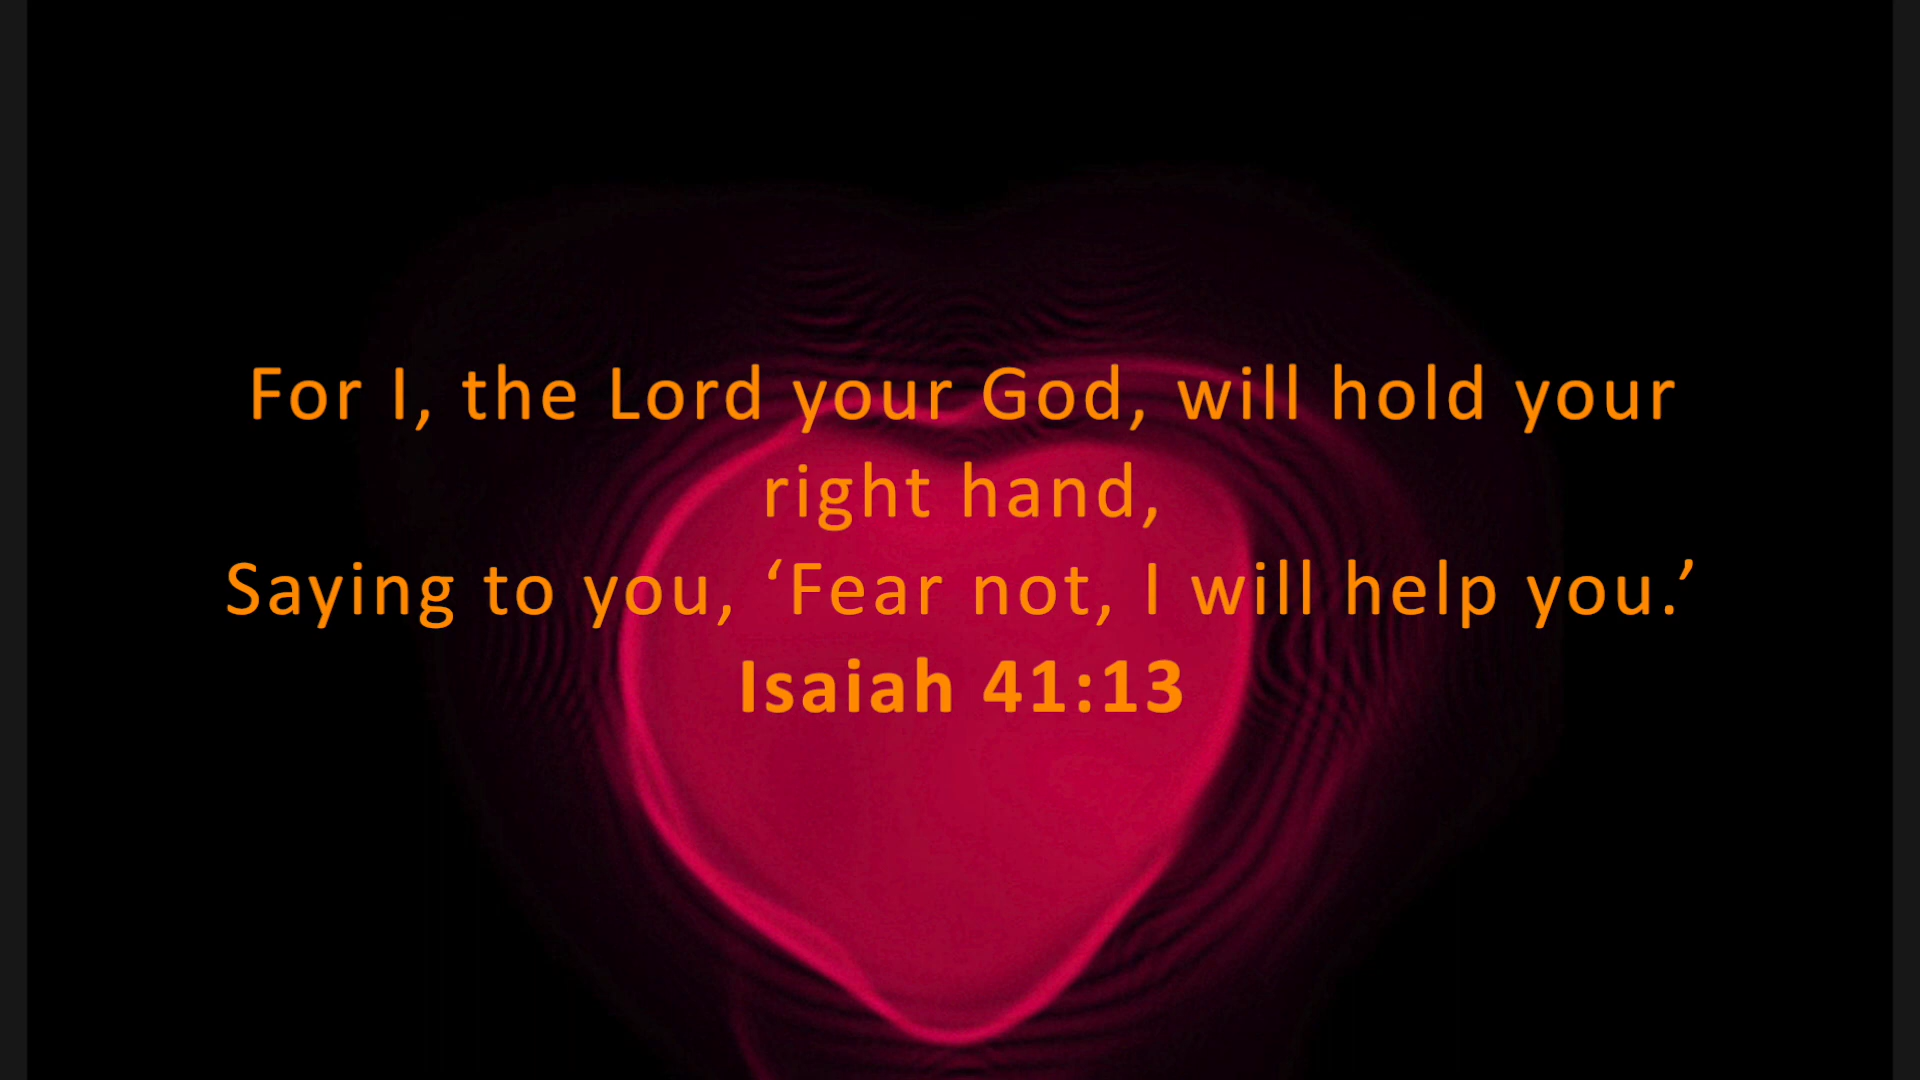 For I, the Lord your God, will hold your
right hand,
Saying to you, ‘Fear not, I will help you.’
Isaiah 41:13